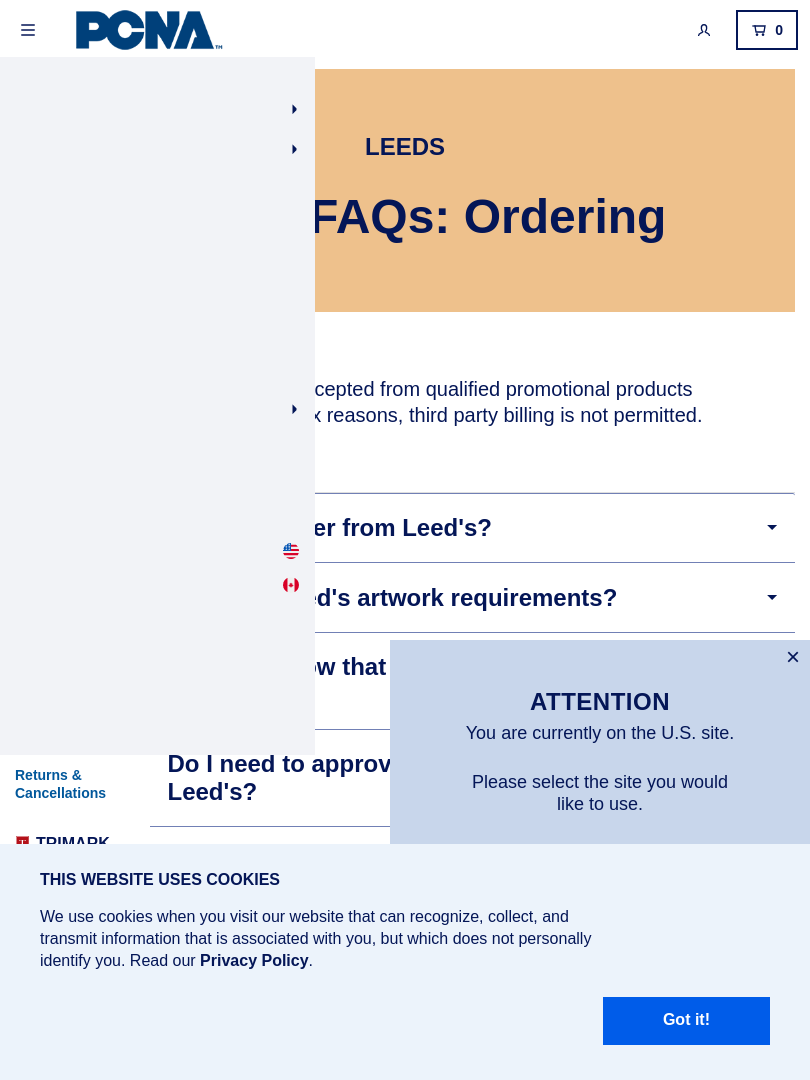 PCNA™
0
LEEDS
FAQs: Ordering
cepted from qualified promotional products
x reasons, third party billing is not permitted.
er from Leed's?
ed's artwork requirements?
ow that
Do I need to approv
Leed's?
×
ATTENTION
You are currently on the U.S. site.
Please select the site you would
like to use.
Returns &
Cancellations
TRIMARK
THIS WEBSITE USES COOKIES
We use cookies when you visit our website that can recognize, collect, and
transmit information that is associated with you, but which does not personally
identify you. Read our Privacy Policy.
Got it!